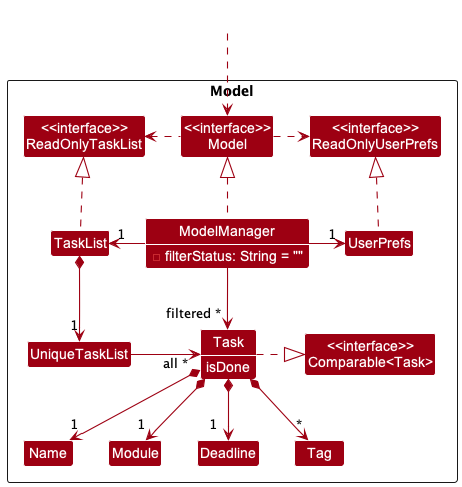 Model
<<interface>>
ReadOnlyTaskList
<<interface>>
Model
<<interface>>
ReadOnlyUserPrefs
TaskList
1
ModelManager
filterStatus: String = ""
1
UserPrefs
filtered *
1
UniqueTaskList
all *
Task
isDone
<<interface>>
Comparable<Task>
1
1
1
*
Name
Module
Deadline
Tag